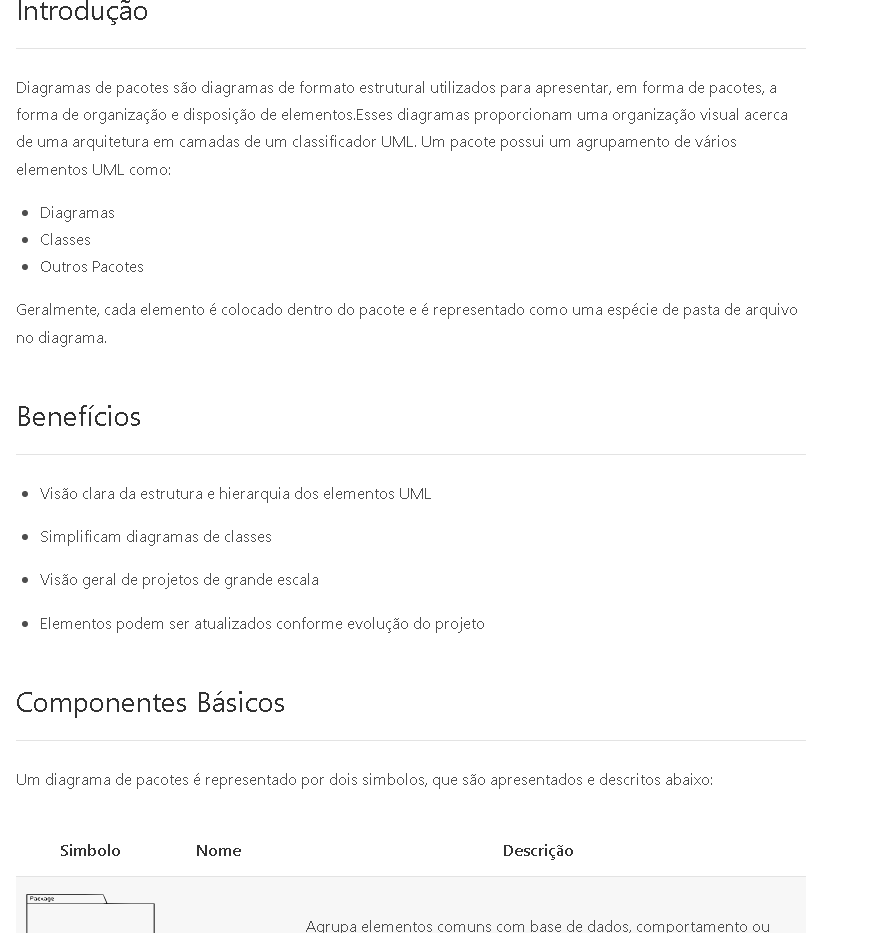 Introdução
Diagramas de pacotes são diagramas de formato estrutural utilizados para apresentar, em forma de pacotes, a
forma de organização e disposição de elementos.Esses diagramas proporcionam uma organização visual acerca
de uma arquitetura em camadas de um classificador UML. Um pacote possui um agrupamento de vários
elementos UML como:
Diagramas
Classes
Outros Pacotes
Geralmente, cada elemento é colocado dentro do pacote e é representado como uma espécie de pasta de arquivo
no diagrama.
Benefícios
Visão clara da estrutura e hierarquia dos elementos UML
Simplificam diagramas de classes
Visão geral de projetos de grande escala
Elementos podem ser atualizados conforme evolução do projeto
Componentes Básicos
Um diagrama de pacotes é representado por dois simbolos, que são apresentados e descritos abaixo:
Simbolo Nome Descrição
Package
Agrupa elementos comuns com base de dados, comportamento ou